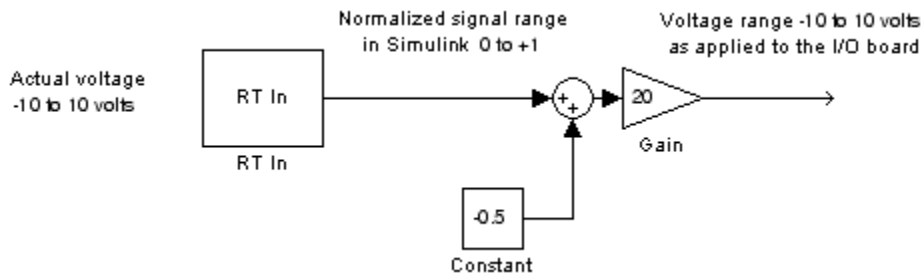 Normalized signal range
in Simulink 0 to +1
Voltage range -10 to 10 volts
as applied to the I/O board
Actual voltage
-10 to 10 volts
RT In
RT In
+
+
20
Gain
-0.5
Constant